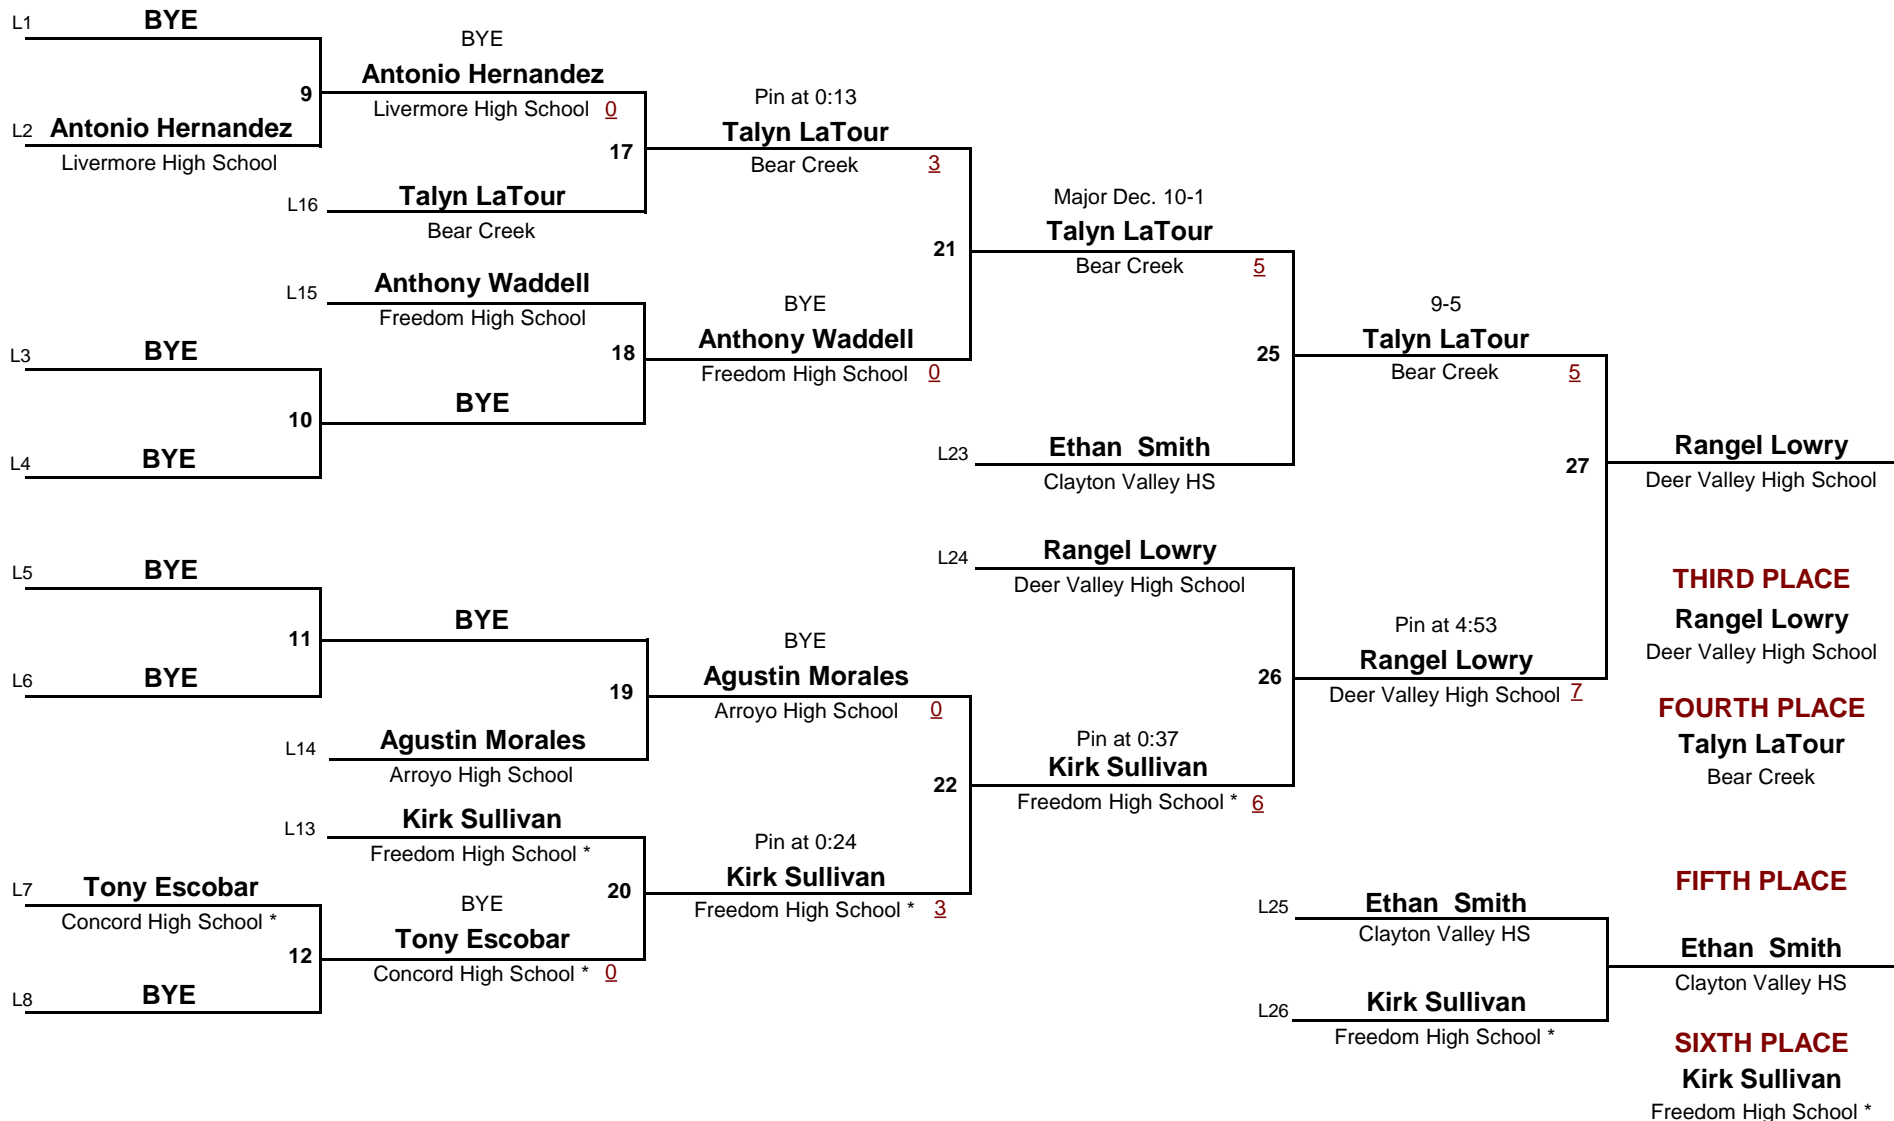 L1 BYE
9
L2 Antonio Hernandez
Livermore High School
BYE
Antonio Hernandez
Livermore High School 0
17
L16 Talyn LaTour
Bear Creek
Pin at 0:13
Talyn LaTour
Bear Creek 3
21
L15 Anthony Waddell
Freedom High School
18
L3 BYE
10
L4 BYE
BYE
BYE
Anthony Waddell
Freedom High School 0
Major Dec. 10-1
Talyn LaTour
Bear Creek 5
25
L23 Ethan Smith
Clayton Valley HS
9-5
Talyn LaTour
Bear Creek 5
27
Rangel Lowry
Deer Valley High School
L5 BYE
11
L6 BYE
BYE
19
L14 Agustin Morales
Arroyo High School
BYE
Agustin Morales
Arroyo High School 0
22
L13 Kirk Sullivan
Freedom High School *
20
L7 Tony Escobar
Concord High School *
12
L8 BYE
BYE
Tony Escobar
Concord High School * 0
Pin at 0:24
Kirk Sullivan
Freedom High School * 3
L24 Rangel Lowry
Deer Valley High School
26
Pin at 0:37
Kirk Sullivan
Freedom High School * 6
Pin at 4:53
Rangel Lowry
Deer Valley High School 7
THIRD PLACE
Rangel Lowry
Deer Valley High School
FOURTH PLACE
Talyn LaTour
Bear Creek
L25 Ethan Smith
Clayton Valley HS
L26 Kirk Sullivan
Freedom High School *
FIFTH PLACE
Ethan Smith
Clayton Valley HS
SIXTH PLACE
Kirk Sullivan
Freedom High School *